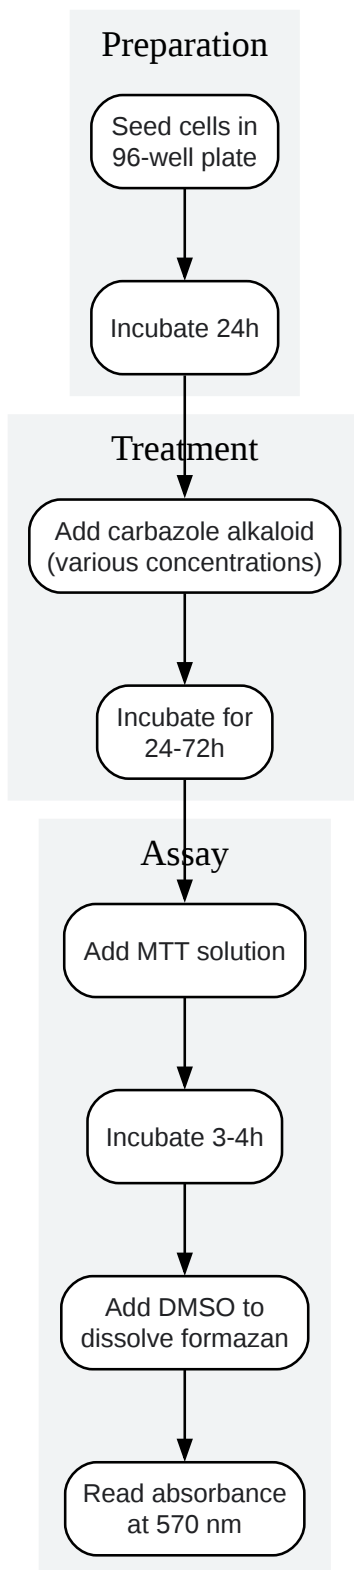 Preparation
Seed cells in
96-well plate
Incubate 24h
Treatment
Add carbazole alkaloid
(various concentrations)
Incubate for
24-72h
Assay
Add MTT solution
Incubate 3-4h
Add DMSO to
dissolve formazan
Read absorbance
at 570 nm